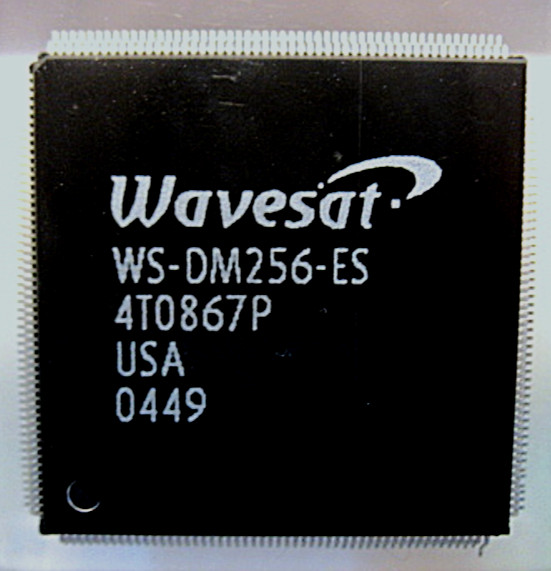 Wavesat
WS-DM256-ES
4T0867P
USA
0449